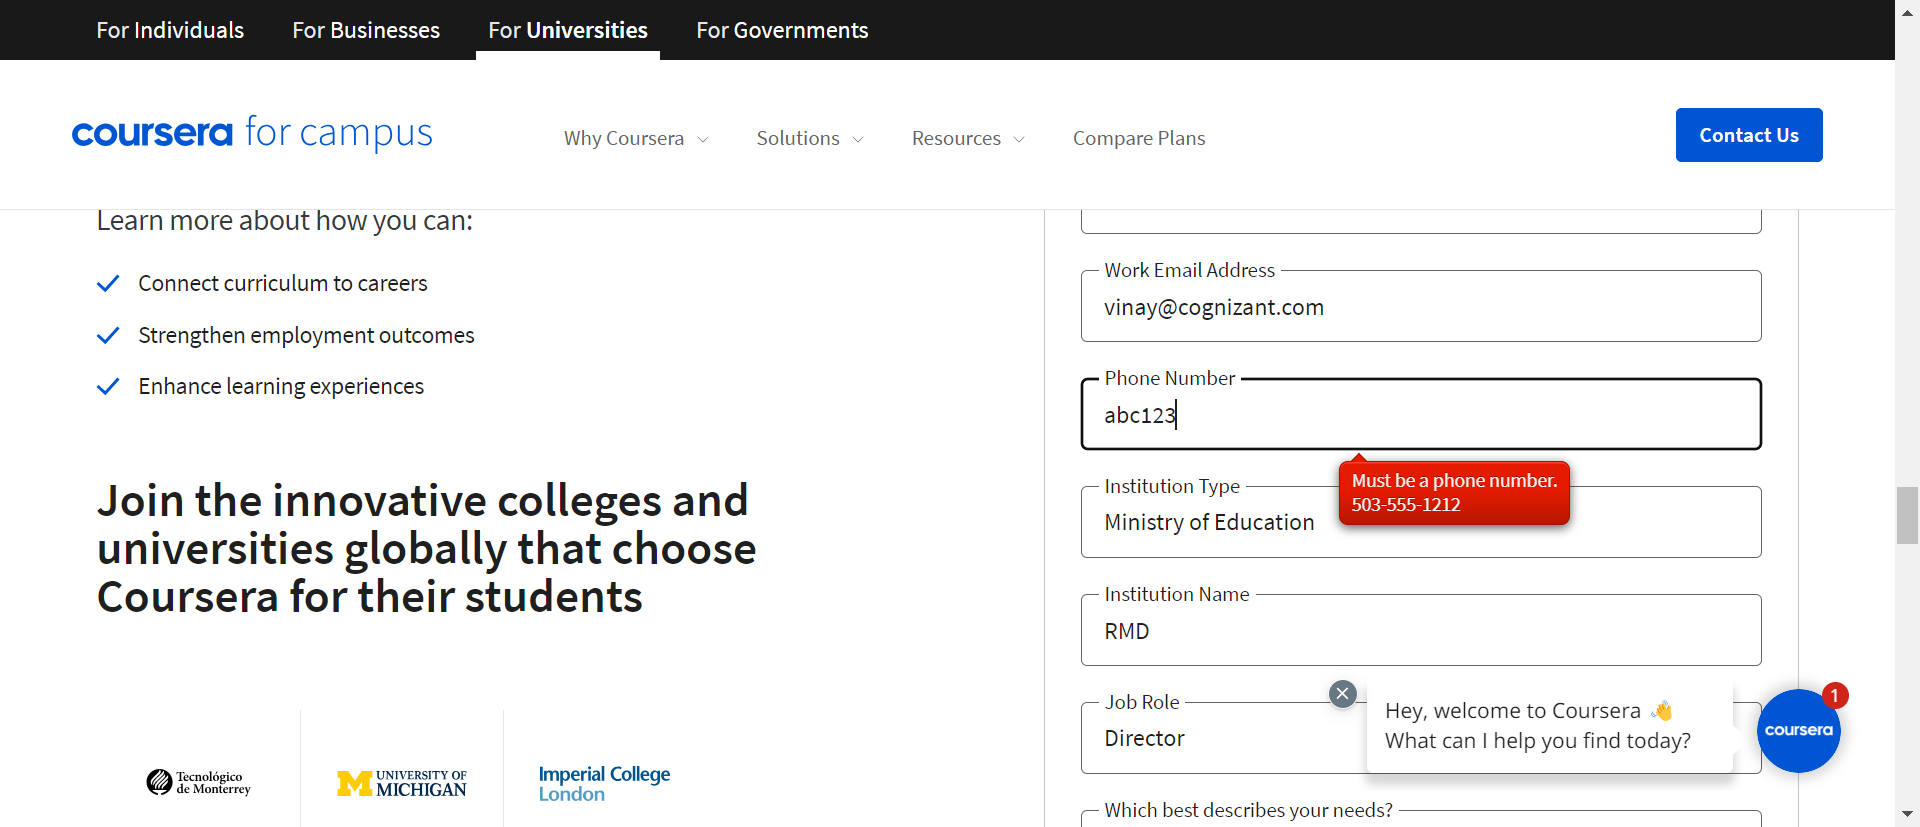 For Individuals
For Businesses
For Universities
For Governments
coursera for campus
Why Coursera
Solutions
Resources
Compare Plans
Contact Us
Learn more about how you can:
Connect curriculum to careers
Strengthen employment outcomes
Enhance learning experiences
Join the innovative colleges and
universities globally that choose
Coursera for their students
Tecnológico
de Monterrey
M UNIVERSITY OF
MICHIGAN
Imperial College
London
Work Email Address
vinay@cognizant.com
Phone Number
abc123
Must be a phone number.
503-555-1212
Institution Type
Ministry of Education
Institution Name
RMD
Job Role
Director
Which best describes your needs?
Hey, welcome to Coursera 👋
What can I help you find today?
coursera
1